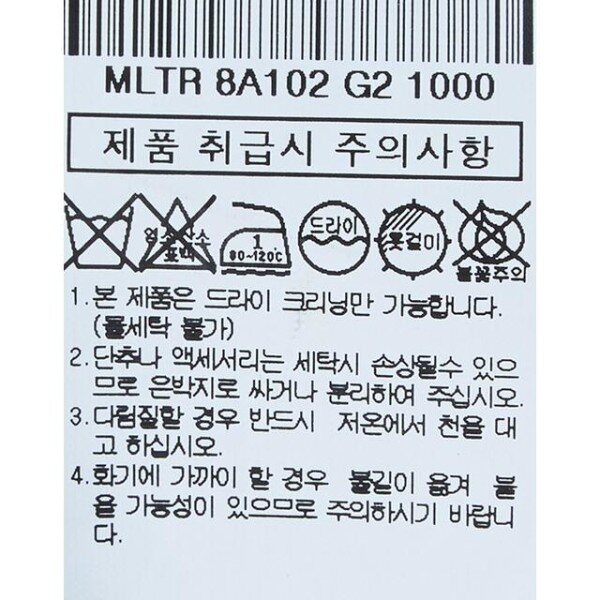 MLTR 8A102 G2 1000
제품 취급시 주의사항
염소산소
표백
1
80~120℃
드라이
옷걸이
불꽃주의
1.본 제품은 드라이 크리닝만 가능합니다.
(물세탁 불가)
2.단추나 액세서리는 세탁시 손상될수 있으
므로 은박지로 싸거나 분리하여 주십시오.
3.다림질할 경우 반드시 저온에서 천을 대
고 하십시오.
4.화기에 가까이 할 경우 불길이 옮겨 붙
을 가능성이 있으므로 주의하시기 바랍니
다.